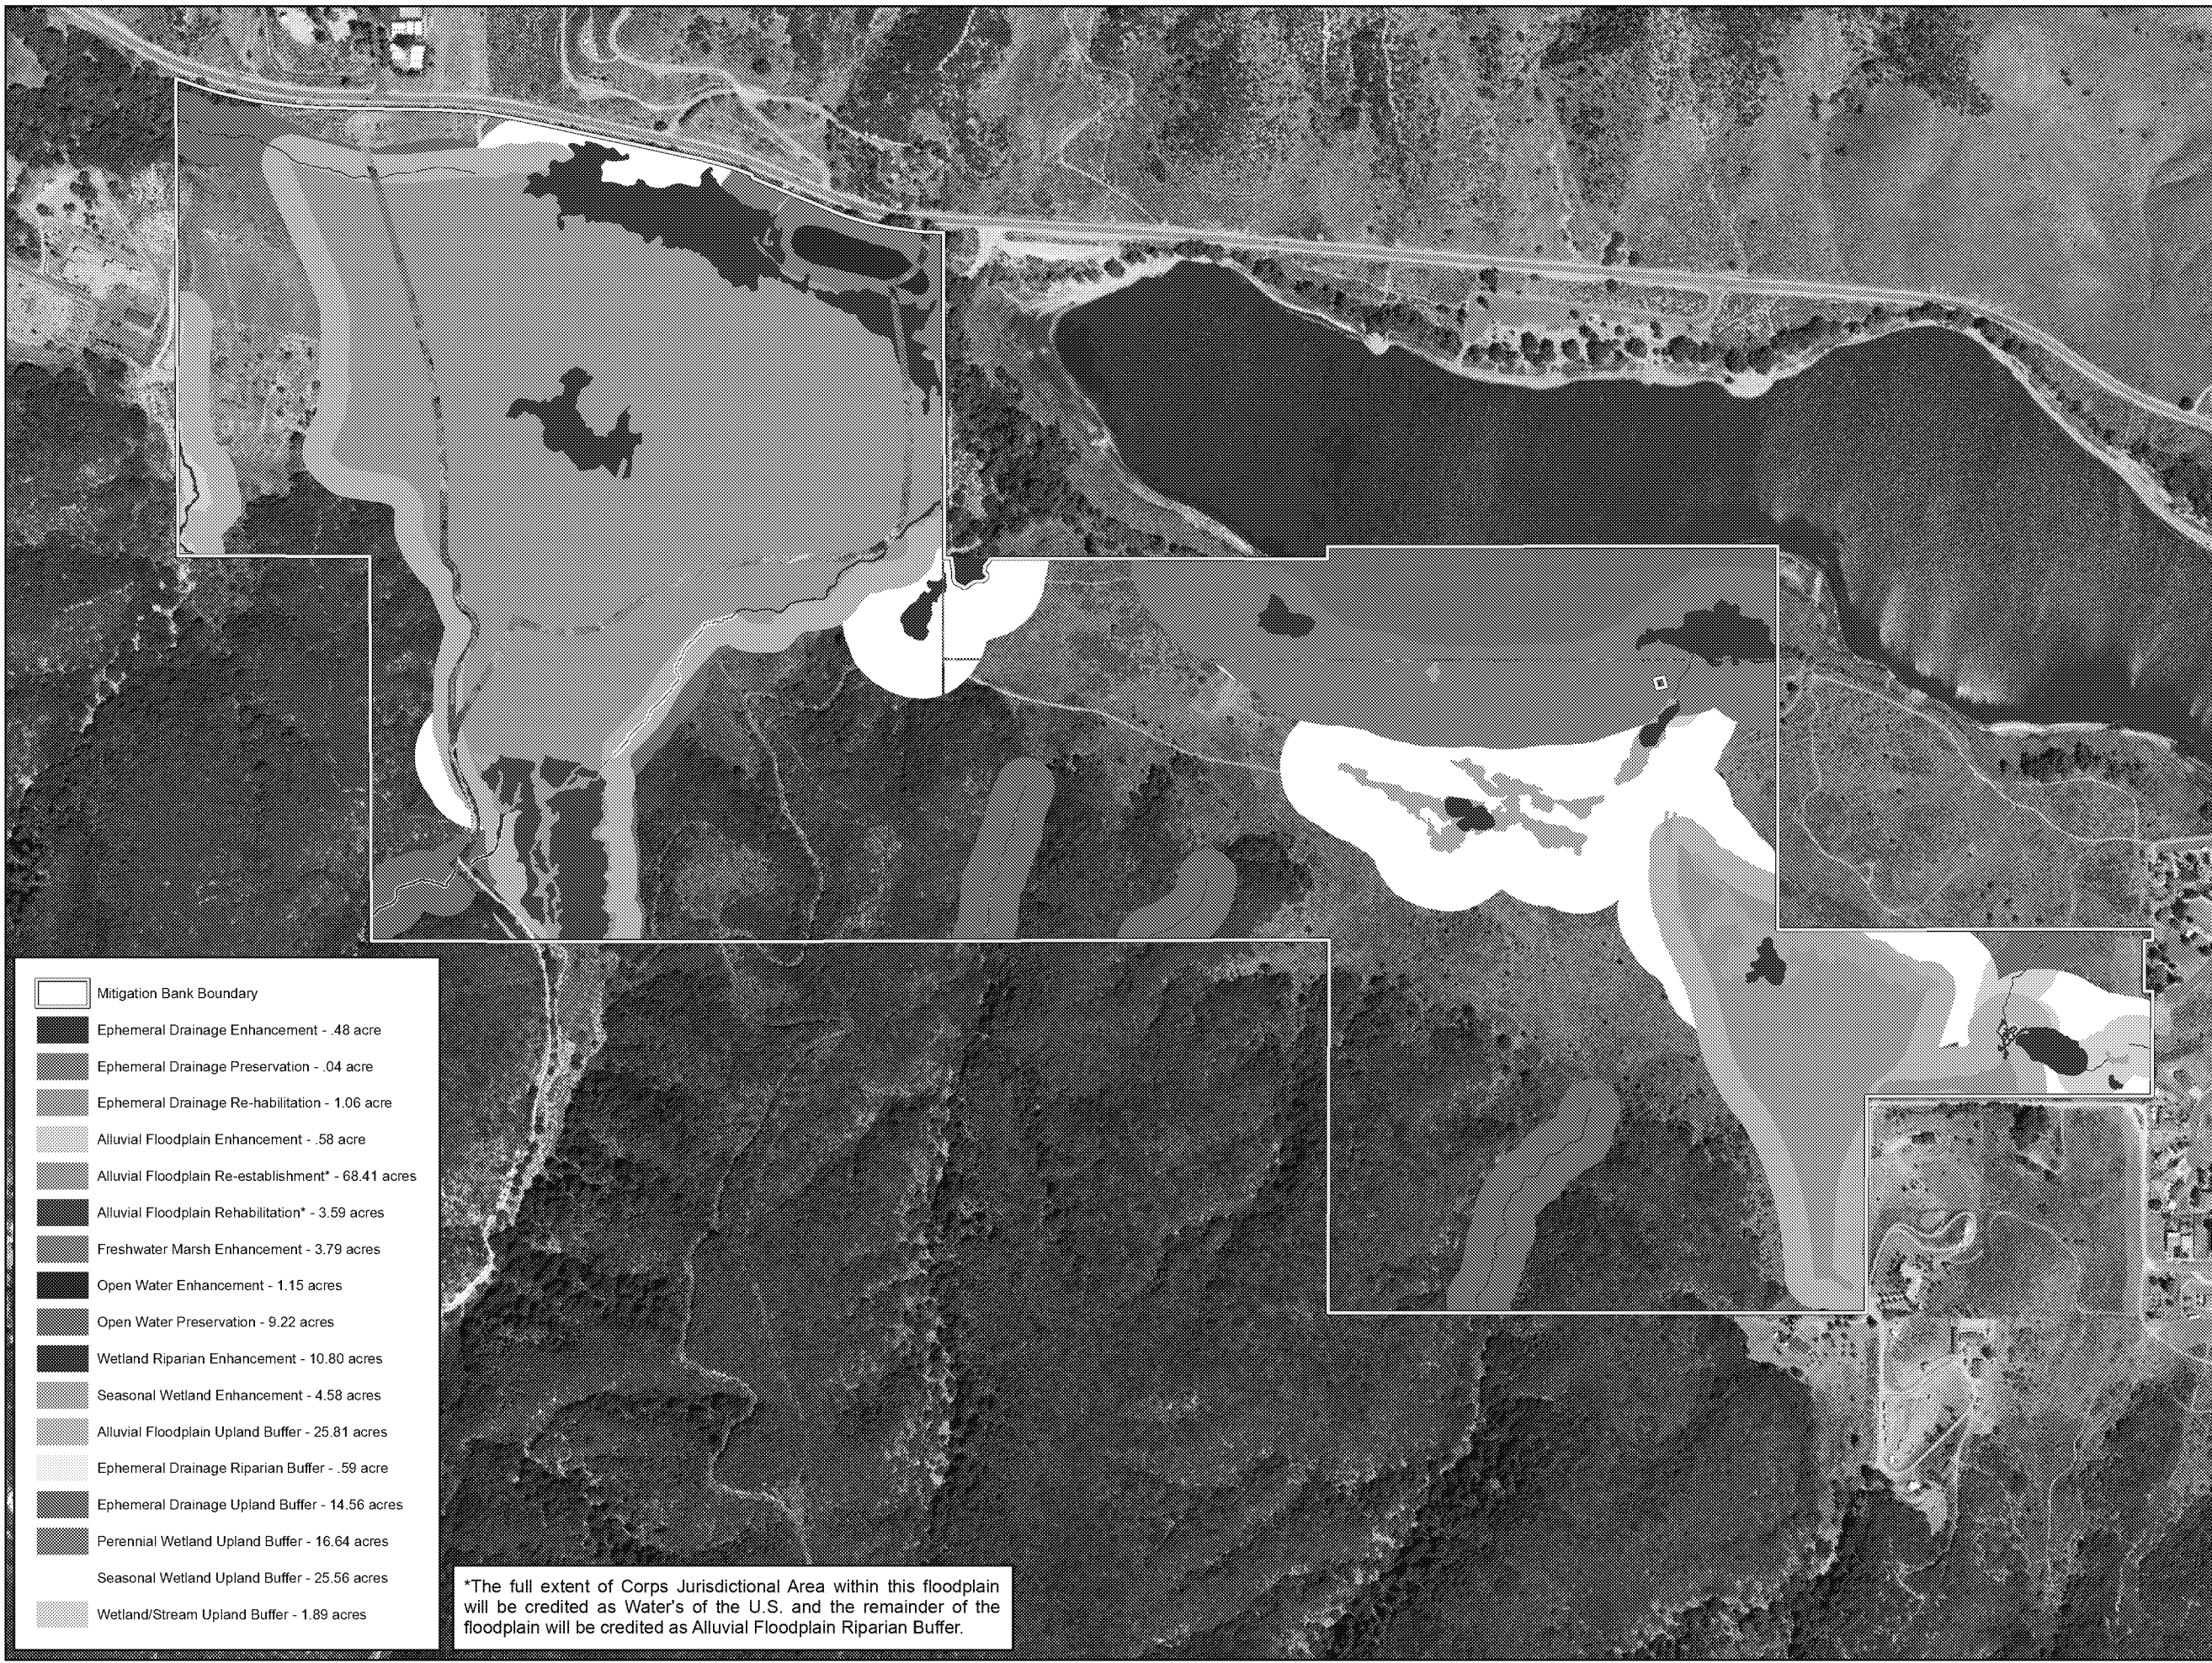 Mitigation Bank Boundary
Ephemeral Drainage Enhancement - .48 acre
Ephemeral Drainage Preservation - .04 acre
Ephemeral Drainage Re-habilitation - 1.06 acre
Alluvial Floodplain Enhancement - .58 acre
Alluvial Floodplain Re-establishment* - 68.41 acres
Alluvial Floodplain Rehabilitation* - 3.59 acres
Freshwater Marsh Enhancement - 3.79 acres
Open Water Enhancement - 1.15 acres
Open Water Preservation - 9.22 acres
Wetland Riparian Enhancement - 10.80 acres
Seasonal Wetland Enhancement - 4.58 acres
Alluvial Floodplain Upland Buffer - 25.81 acres
Ephemeral Drainage Riparian Buffer - .59 acre
Ephemeral Drainage Upland Buffer - 14.56 acres
Perennial Wetland Upland Buffer - 16.64 acres
Seasonal Wetland Upland Buffer - 25.56 acres
Wetland/Stream Upland Buffer - 1.89 acres
*The full extent of Corps Jurisdictional Area within this floodplain
will be credited as Water's of the U.S. and the remainder of the
floodplain will be credited as Alluvial Floodplain Riparian Buffer.